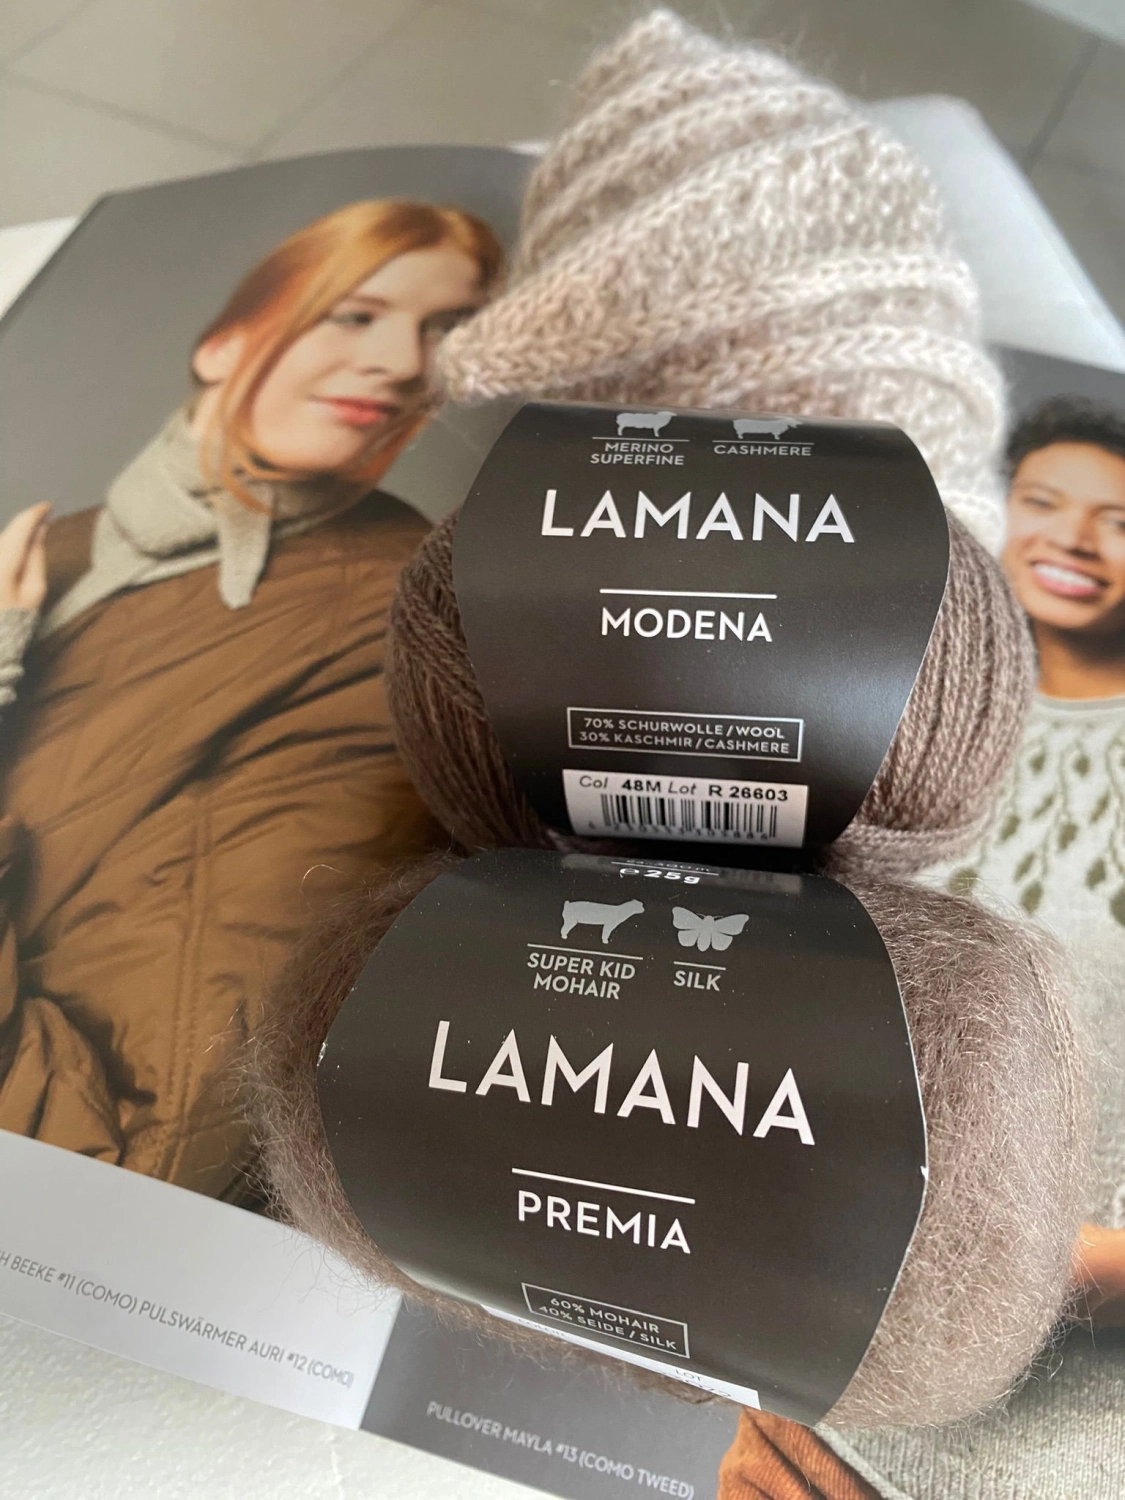 MERINO
SUPERFINE
CASHMERE
LAMANA
MODENA
70% SCHURWOLLE / WOOL
30% KASCHMIR / CASHMERE
Col 48M Lot R 26603
e 25g
SUPER KID
MOHAIR
SILK
LAMANA
PREMIA
60% MOHAIR
40% SEIDE / SILK
LOT
BEEKE #11 (COMO) PULSWÄRMER AURI #12 (COMO)
PULLOVER MAYLA #13 (COMO TWEED)